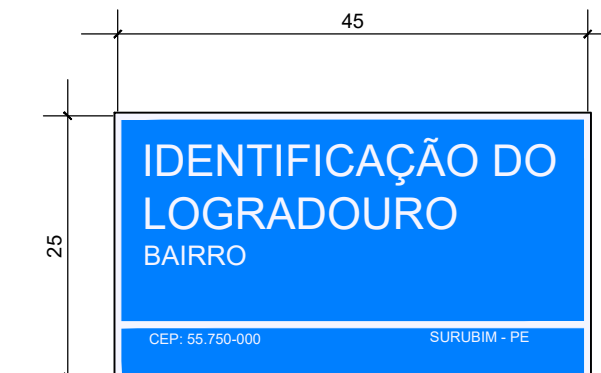 45
IDENTIFICAÇÃO DO
LOGRADOURO
BAIRRO
25
CEP: 55.750-000
SURUBIM - PE